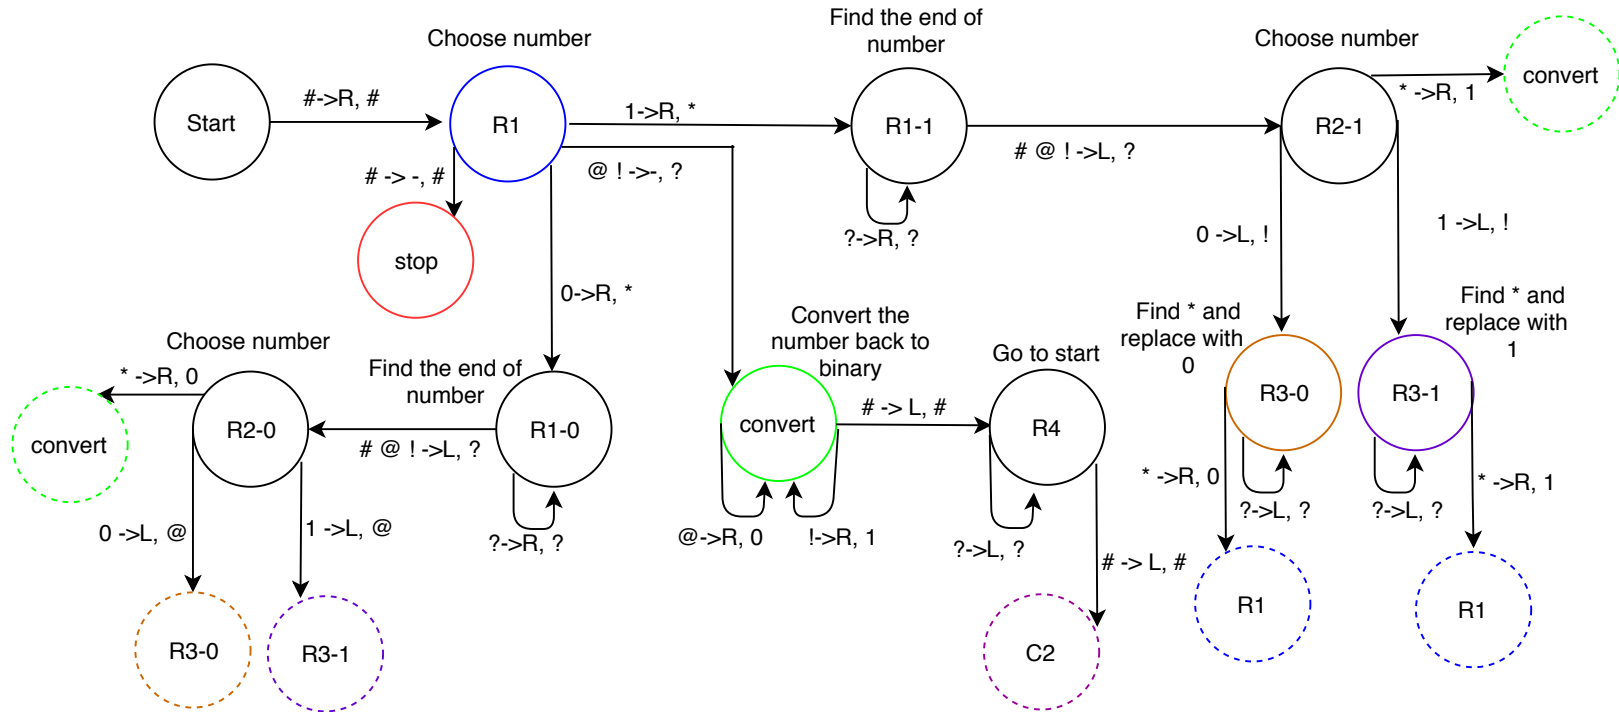 Find the end of
number
Choose number
Choose number
Start
#->R, #
R1
1->R, *
R1-1
# @ ! ->L, ?
R2-1
* ->R, 1
convert
# -> -, #
@ ! ->-, ?
?->R, ?
0 ->L, !
1 ->L, !
stop
0->R, *
Find * and
replace with
0
Find * and
replace with
1
Choose number
* ->R, 0
convert
R2-0
Find the end of
number
# @ ! ->L, ?
R1-0
Convert the
number back to
binary
convert
# -> L, #
Go to start
R4
R3-0
R3-1
0 ->L, @
1 ->L, @
?->R, ?
@->R, 0
!->R, 1
?->L, ?
# -> L, #
* ->R, 0
?->L, ?
?->L, ?
* ->R, 1
R3-0
R3-1
C2
R1
R1